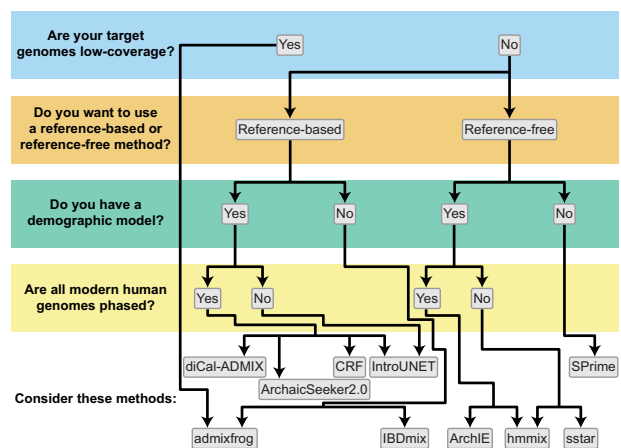 Are your target
genomes low-coverage?
Yes
No
Do you want to use
a reference-based or
reference-free method?
Reference-based
Reference-free
Do you have a
demographic model?
Yes
No
Yes
No
Are all modern human
genomes phased?
Yes
No
Yes
No
diCal-ADMIX
CRF
IntroUNET
SPrime
ArchaicSeeker2.0
Consider these methods:
admixfrog
IBDmix
ArchIE
hmmix
sstar